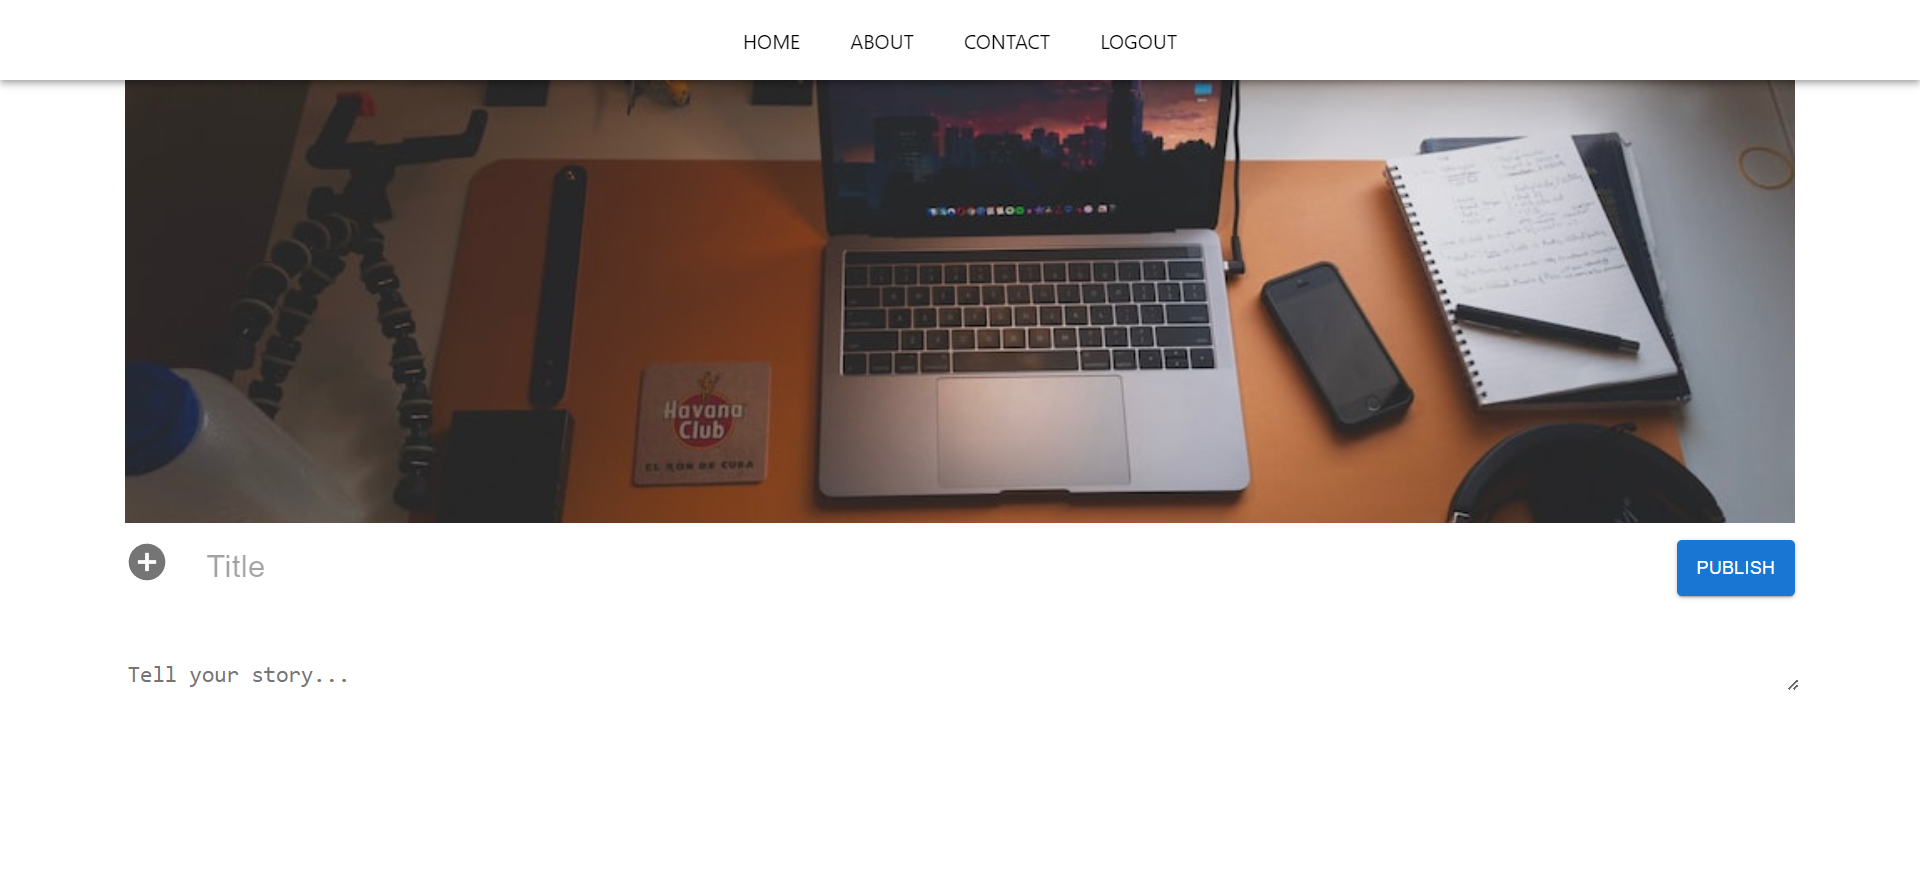 HOME ABOUT CONTACT LOGOUT
Havana
Club
EL RON DE CUBA
Title
PUBLISH
Tell your story...